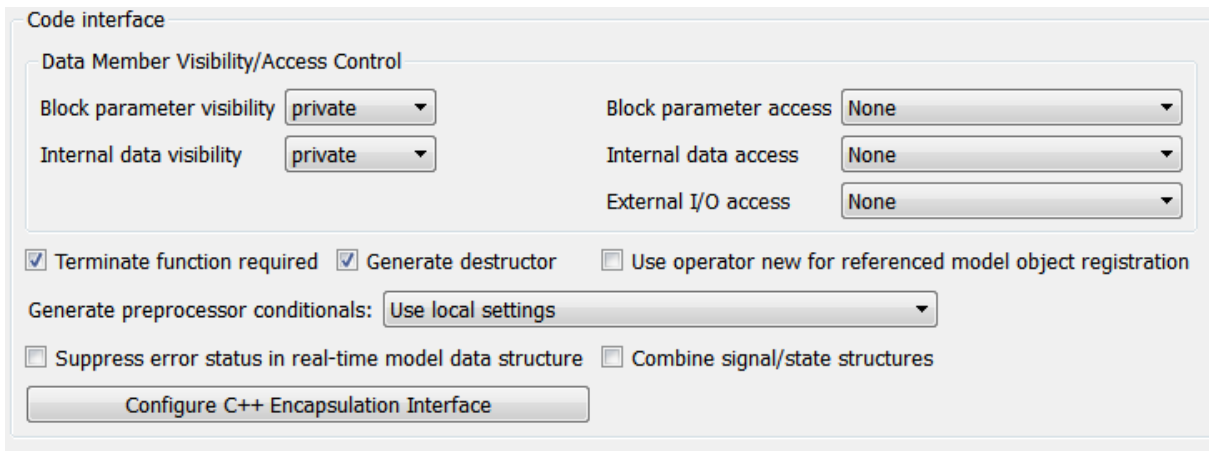 Code interface
Data Member Visibility/Access Control
Block parameter visibility private Block parameter access None
Internal data visibility private Internal data access None
External I/O access None
Terminate function required Generate destructor Use operator new for referenced model object registration
Generate preprocessor conditionals: Use local settings
Suppress error status in real-time model data structure Combine signal/state structures
Configure C++ Encapsulation Interface